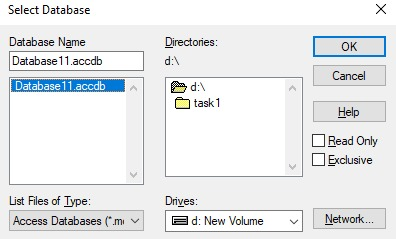 Select Database
Database Name
Database11.accdb
Database11.accdb
List Files of Type:
Access Databases (*.m
Directories:
d:\
d:\
task1
Drives:
d: New Volume
OK
Cancel
Help
Read Only
Exclusive
Network...